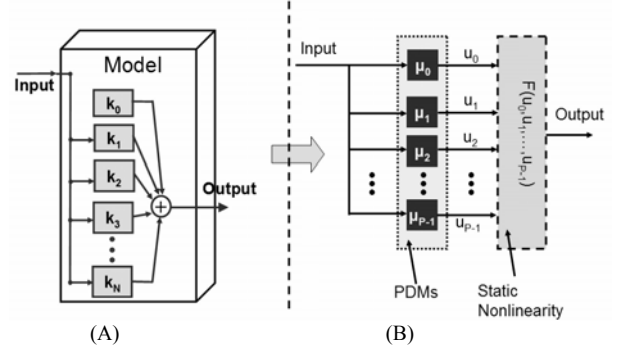 Model
Input
k0
k1
k2
k3
kN
+
Output
(A)
Input
μ0
μ1
μ2
μP-1
u0
u1
u2
uP-1
F(u0,u1,...,uP-1)
Output
PDMs
Static
Nonlinearity
(B)